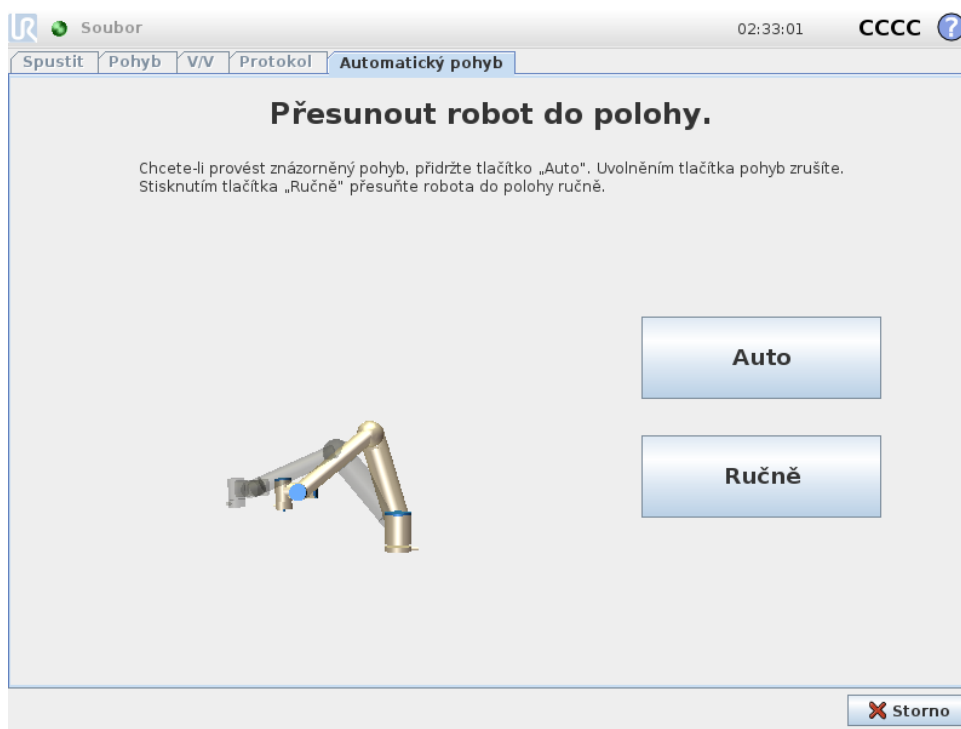 UR Soubor 02:33:01 CCCC ?
Spustit Pohyb V/V Protokol Automatický pohyb
Přesunout robot do polohy.
Chcete-li provést znázorněný pohyb, přidržte tlačítko „Auto". Uvolněním tlačítka pohyb zrušíte.
Stisknutím tlačítka „Ručně" přesuňte robota do polohy ručně.
Auto
Ručně
Storno